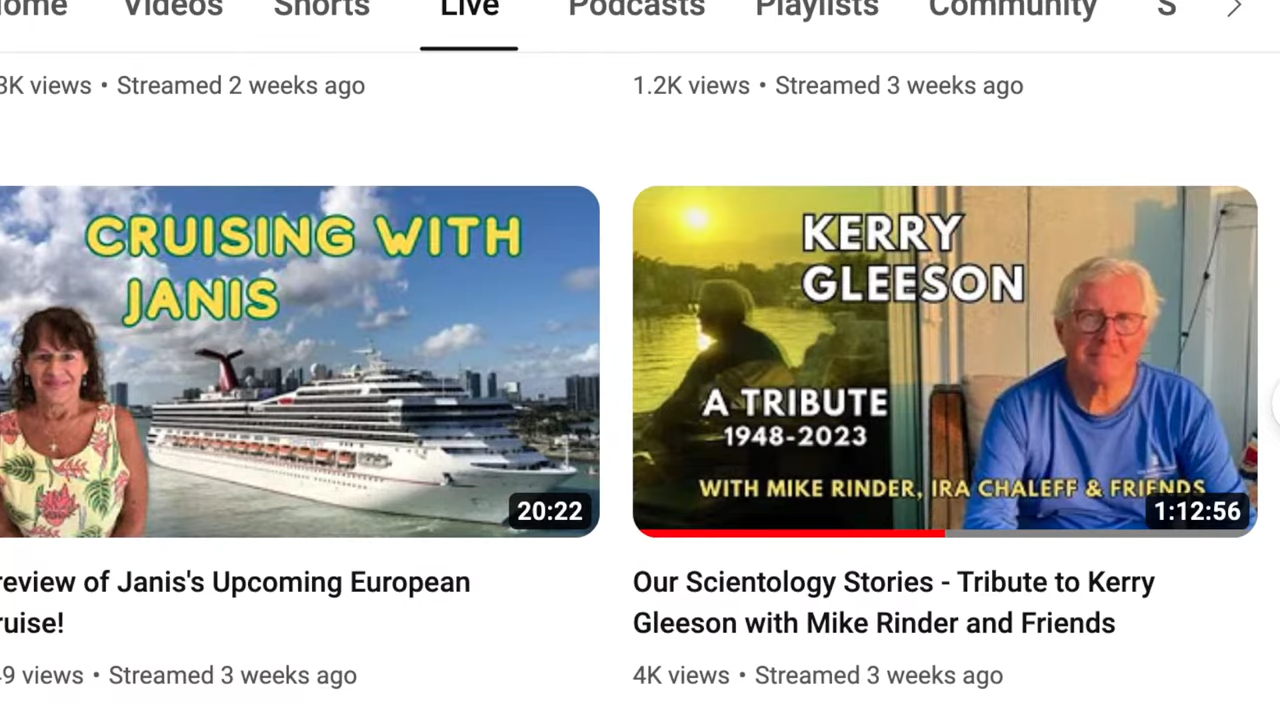 Videos Shorts Live Podcasts Playlists Community S
views • Streamed 2 weeks ago
1.2K views • Streamed 3 weeks ago
CRUISING WITH
JANIS
20:22
KERRY
GLEESON
A TRIBUTE
1948-2023
WITH MIKE RINDER, IRA CHALEFF & FRIENDS
1:12:56
review of Janis's Upcoming European
ruise!
Our Scientology Stories - Tribute to Kerry
Gleeson with Mike Rinder and Friends
9 views • Streamed 3 weeks ago
4K views • Streamed 3 weeks ago